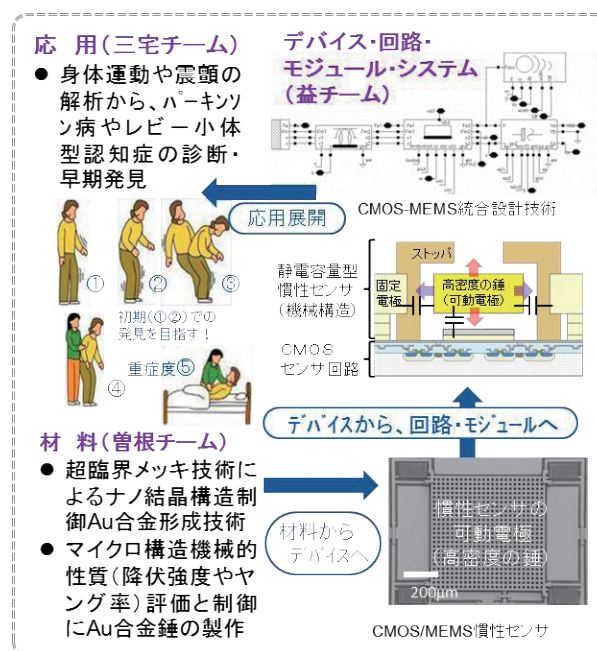 応 用(三宅チーム)
● 身体運動や震顫の
解析から、パーキンソ
ン病やレビー小体
型認知症の診断・
早期発見
デバイス・回路・
モジュール・システム
(益チーム)
応用展開
CMOS-MEMS統合設計技術
①
②
③
初期(①②)での
発見を目指す!
④
重症度⑤
静電容量型
慣性センサ
(機械構造)
ストッパ
固定
電極
高密度の錘
(可動電極)
CMOS
センサ回路
デバイスから、回路・モジュールへ
材 料(曽根チーム)
● 超臨界メッキ技術に
よるナノ結晶構造制
御Au合金形成技術
● マイクロ構造機械的
性質(降伏強度やヤ
ング率)評価と制御
にAu合金錘の製作
材料から
デバイスへ
慣性センサの
可動電極
(高密度の錘)
200μm
CMOS/MEMS慣性センサ